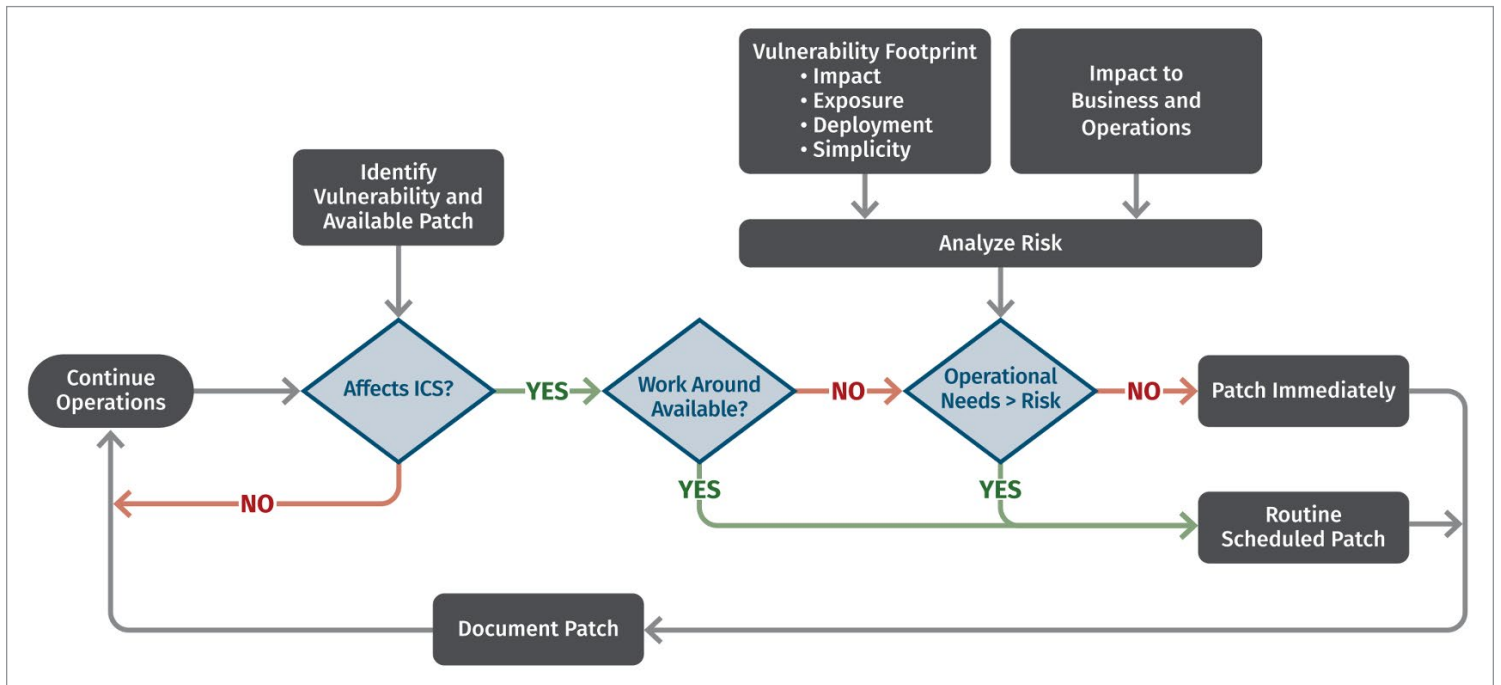 Vulnerability Footprint
• Impact
• Exposure
• Deployment
• Simplicity
Impact to
Business and
Operations
Identify
Vulnerability and
Available Patch
Analyze Risk
Continue
Operations
Affects ICS?
YES
Work Around
Available?
NO
Operational
Needs > Risk
NO
Patch Immediately
NO
YES
YES
Routine
Scheduled Patch
Document Patch